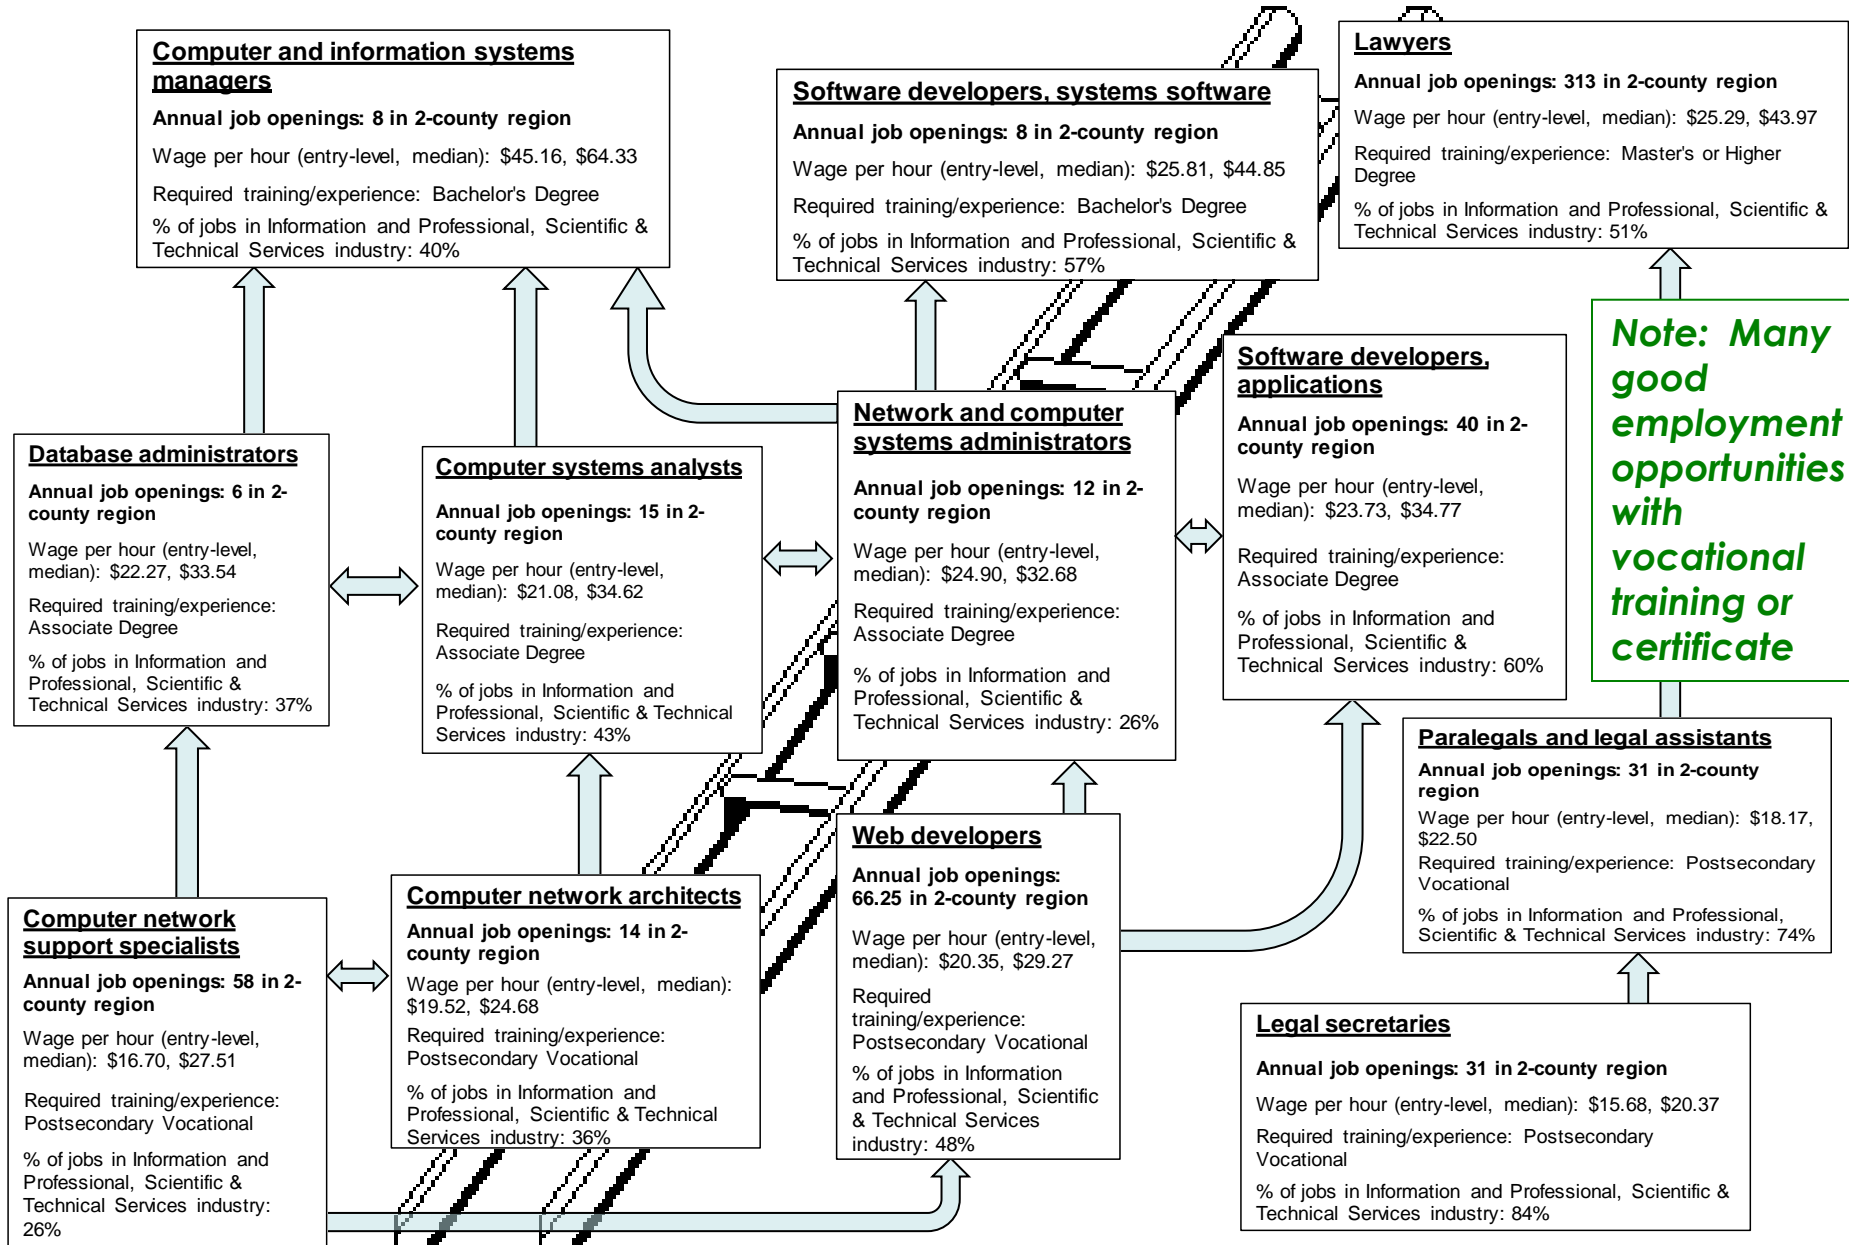 Computer and information systems
managers
Annual job openings: 8 in 2-county region
Wage per hour (entry-level, median): $45.16, $64.33
Required training/experience: Bachelor's Degree
% of jobs in Information and Professional, Scientific &
Technical Services industry: 40%
Software developers, systems software
Annual job openings: 8 in 2-county region
Wage per hour (entry-level, median): $25.81, $44.85
Required training/experience: Bachelor's Degree
% of jobs in Information and Professional, Scientific &
Technical Services industry: 57%
Lawyers
Annual job openings: 313 in 2-county region
Wage per hour (entry-level, median): $25.29, $43.97
Required training/experience: Master's or Higher
Degree
% of jobs in Information and Professional, Scientific &
Technical Services industry: 51%
Database administrators
Annual job openings: 6 in 2-
county region
Wage per hour (entry-level,
median): $22.27, $33.54
Required training/experience:
Associate Degree
% of jobs in Information and
Professional, Scientific &
Technical Services industry: 37%
Computer systems analysts
Annual job openings: 15 in 2-
county region
Wage per hour (entry-level,
median): $21.08, $34.62
Required training/experience:
Associate Degree
% of jobs in Information and
Professional, Scientific & Technical
Services industry: 43%
Network and computer
systems administrators
Annual job openings: 12 in 2-
county region
Wage per hour (entry-level,
median): $24.90, $32.68
Required training/experience:
Associate Degree
% of jobs in Information and
Professional, Scientific &
Technical Services industry: 26%
Software developers,
applications
Annual job openings: 40 in 2-
county region
Wage per hour (entry-level,
median): $23.73, $34.77
Required training/experience:
Associate Degree
% of jobs in Information and
Professional, Scientific &
Technical Services industry: 60%
Note: Many
good
employment
opportunities
with
vocational
training or
certificate
Computer network
support specialists
Annual job openings: 58 in 2-
county region
Wage per hour (entry-level,
median): $16.70, $27.51
Required training/experience:
Postsecondary Vocational
% of jobs in Information and
Professional, Scientific &
Technical Services industry:
26%
Computer network architects
Annual job openings: 14 in 2-
county region
Wage per hour (entry-level, median):
$19.52, $24.68
Required training/experience:
Postsecondary Vocational
% of jobs in Information and
Professional, Scientific & Technical
Services industry: 36%
Web developers
Annual job openings:
66.25 in 2-county region
Wage per hour (entry-level,
median): $20.35, $29.27
Required
training/experience:
Postsecondary Vocational
% of jobs in Information
and Professional, Scientific
& Technical Services
industry: 48%
Paralegals and legal assistants
Annual job openings: 31 in 2-county
region
Wage per hour (entry-level, median): $18.17,
$22.50
Required training/experience: Postsecondary
Vocational
% of jobs in Information and Professional,
Scientific & Technical Services industry: 74%
Legal secretaries
Annual job openings: 31 in 2-county region
Wage per hour (entry-level, median): $15.68, $20.37
Required training/experience: Postsecondary
Vocational
% of jobs in Information and Professional, Scientific &
Technical Services industry: 84%